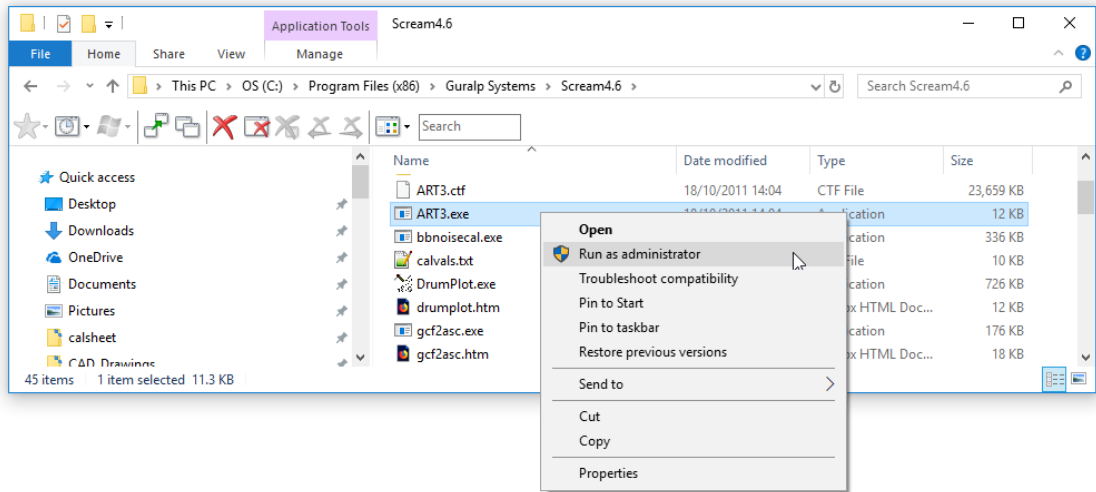 Application Tools Scream4.6
File Home Share View Manage
This PC > OS (C:) > Program Files (x86) > Guralp Systems > Scream4.6 > Search Scream4.6
Search
Name Date modified Type Size
Quick access
Desktop
Downloads
OneDrive
Documents
Pictures
calsheet
CAD_Drawings
ART3.ctf 18/10/2011 14:04 CTF File 23,659 KB
ART3.exe 12 KB
bbnoisecal.exe 336 KB
calvals.txt 10 KB
DrumPlot.exe 726 KB
drumplot.htm HTML Doc... 12 KB
gcf2asc.exe 176 KB
gcf2asc.htm HTML Doc... 18 KB
Open
Run as administrator
Troubleshoot compatibility
Pin to Start
Pin to taskbar
Restore previous versions
Send to
Cut
Copy
Properties
45 items 1 item selected 11.3 KB